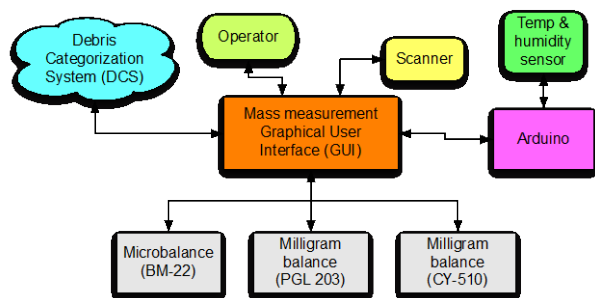 Debris
Categorization
System (DCS)
Operator
Scanner
Temp &
humidity
sensor
Mass measurement
Graphical User
Interface (GUI)
Arduino
Microbalance
(BM-22)
Milligram
balance
(PGL 203)
Milligram
balance
(CY-510)